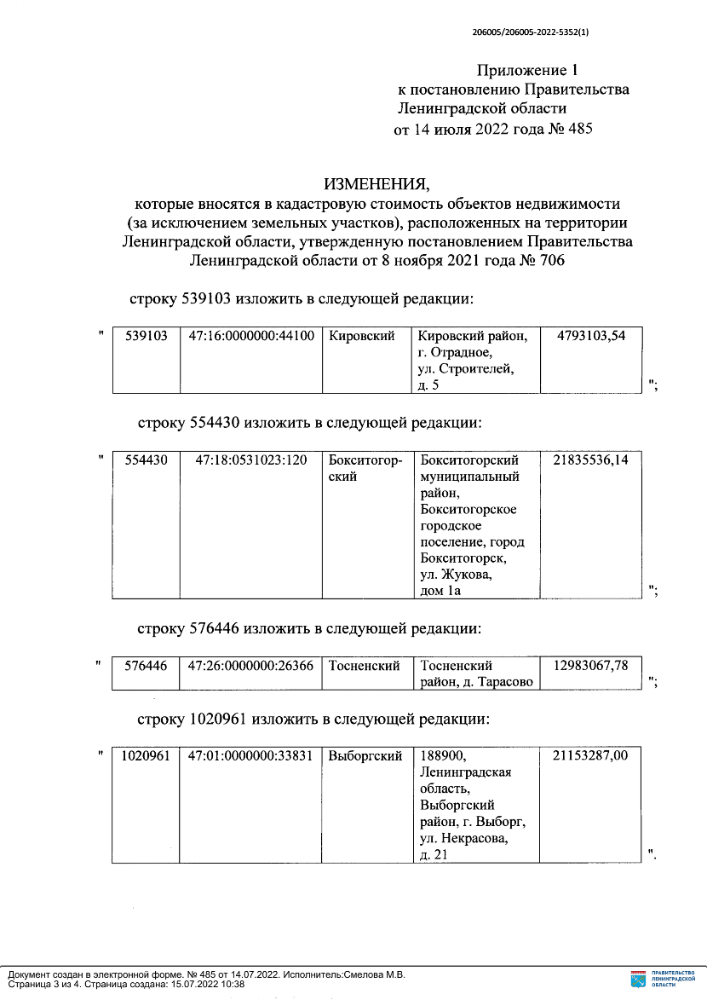 206005/206005-2022-5352(1)
Приложение 1
к постановлению Правительства
Ленинградской области
от 14 июля 2022 года № 485
ИЗМЕНЕНИЯ,
которые вносятся в кадастровую стоимость объектов недвижимости
(за исключением земельных участков), расположенных на территории
Ленинградской области, утвержденную постановлением Правительства
Ленинградской области от 8 ноября 2021 года № 706
строку 539103 изложить в следующей редакции:
" 539103 47:16:0000000:44100 Кировский Кировский район, 4793103,54
г. Отрадное,
ул. Строителей,
д. 5 ";
строку 554430 изложить в следующей редакции:
" 554430 47:18:0531023:120 Бокситогор- Бокситогорский 21835536,14
ский муниципальный
район,
Бокситогорское
городское
поселение, город
Бокситогорск,
ул. Жукова,
дом 1а ";
строку 576446 изложить в следующей редакции:
" 576446 47:26:0000000:26366 Тосненский Тосненский 12983067,78
район, д. Тарасово ";
строку 1020961 изложить в следующей редакции:
" 1020961 47:01:0000000:33831 Выборгский 188900, 21153287,00
Ленинградская
область,
Выборгский
район, г. Выборг,
ул. Некрасова,
д. 21 ".
Документ создан в электронной форме. № 485 от 14.07.2022. Исполнитель:Смелова М.В.
Страница 3 из 4. Страница создана: 15.07.2022 10:38
ПРАВИТЕЛЬСТВО
ЛЕНИНГРАДСКОЙ
ОБЛАСТИ